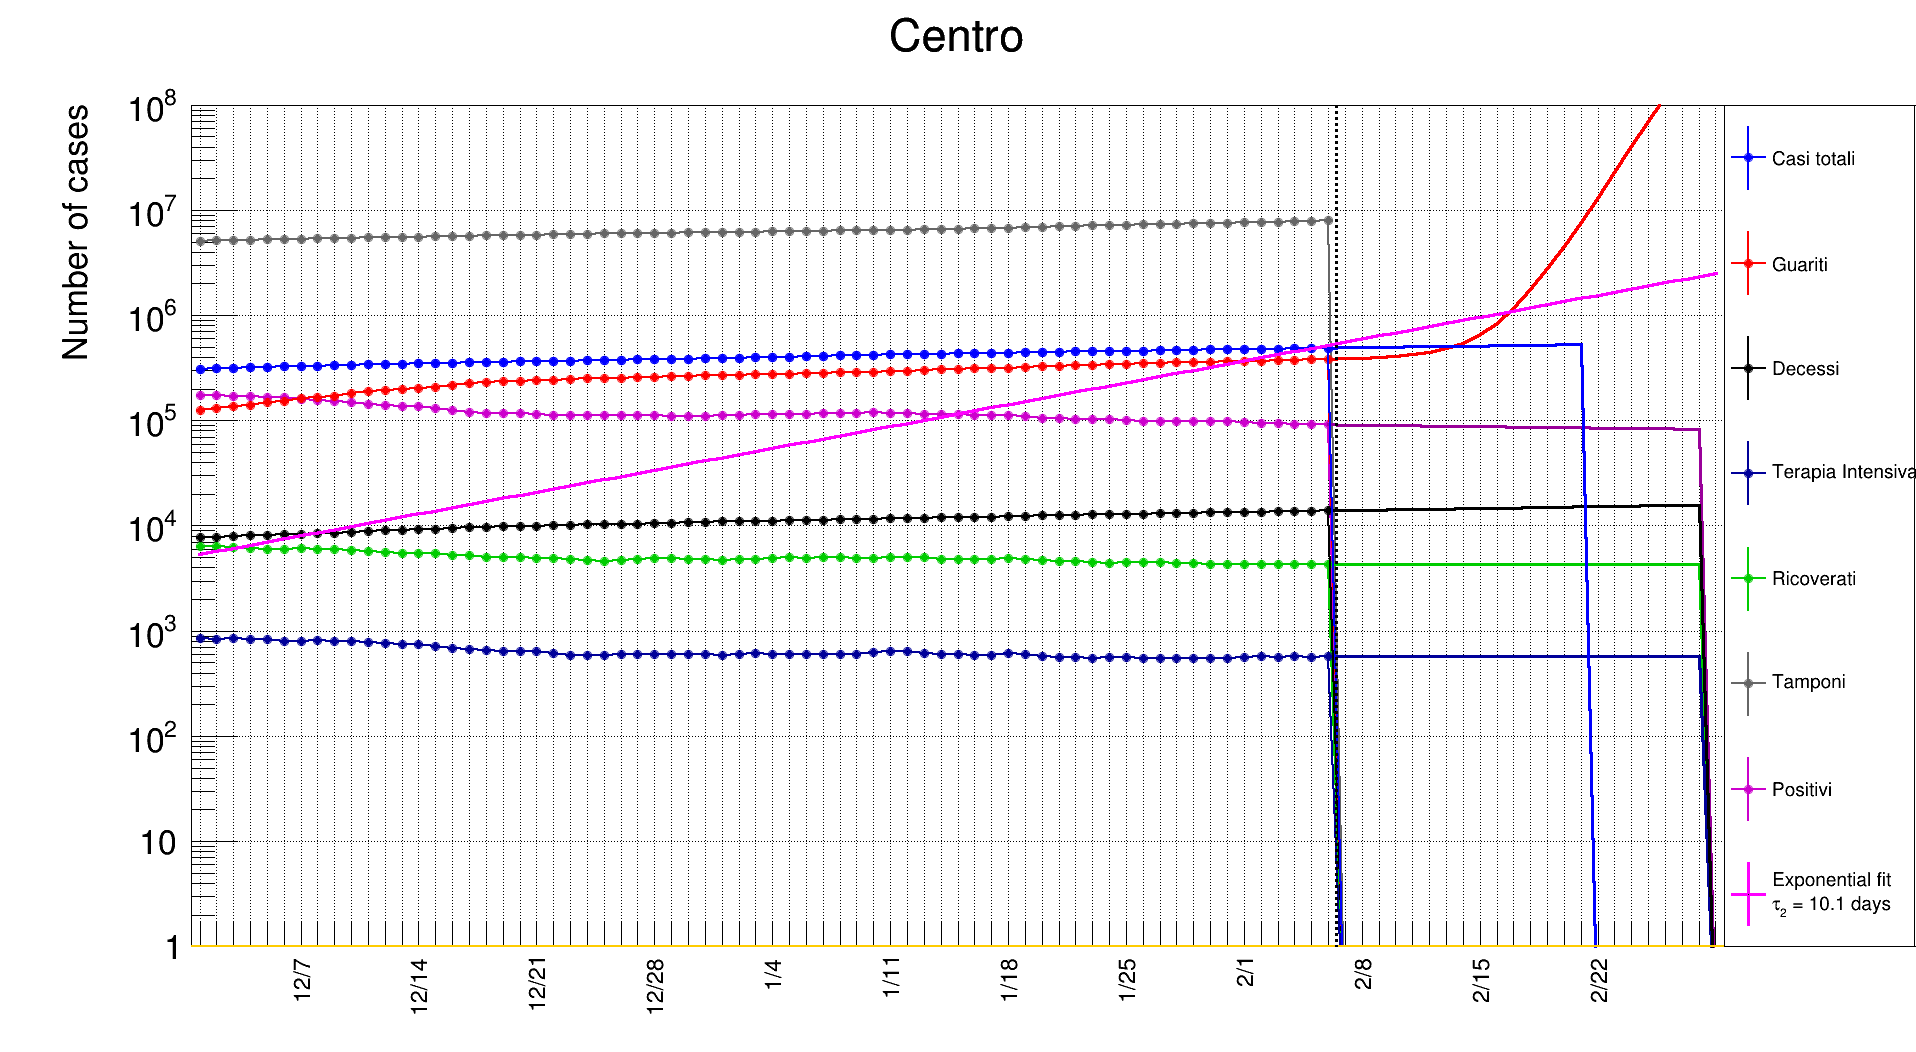 Centro
Number of cases
10^8
10^7
10^6
10^5
10^4
10^3
10^2
10
1
12/7
12/14
12/21
12/28
1/4
1/11
1/18
1/25
2/1
2/8
2/15
2/22
Casi totali
Guariti
Decessi
Terapia Intensiva
Ricoverati
Tamponi
Positivi
Exponential fit
τ_2 = 10.1 days